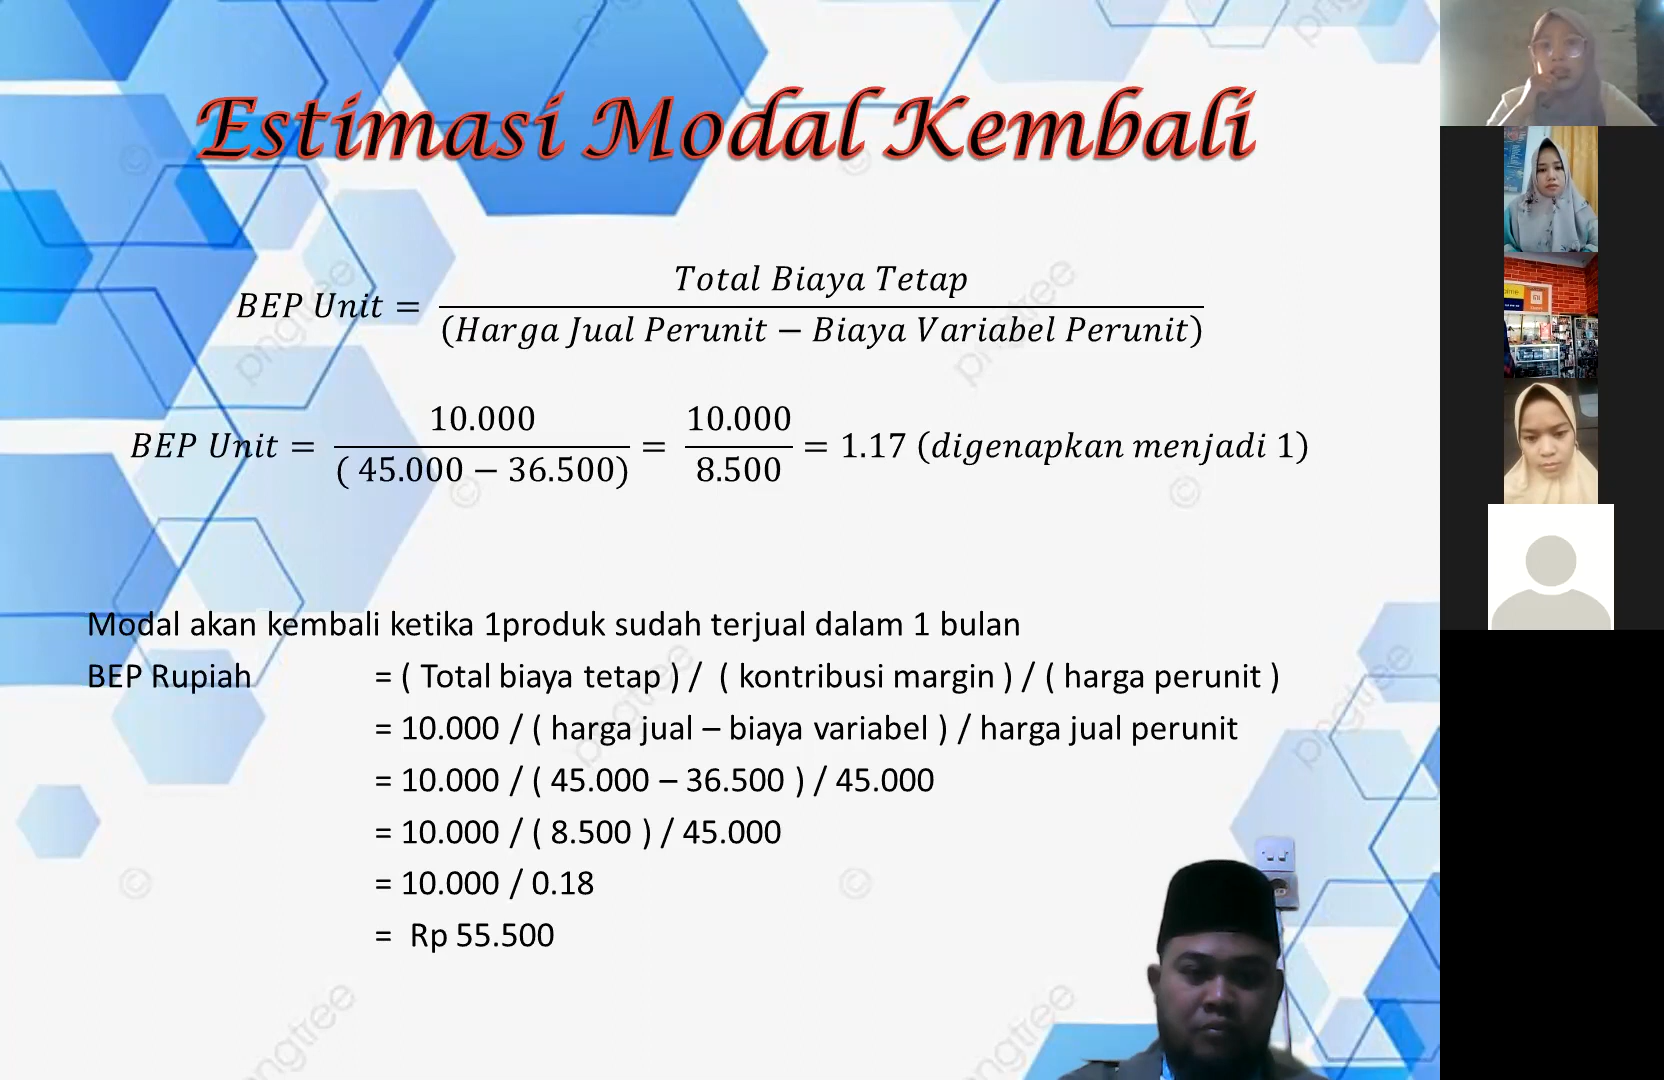 Estimasi Modal Kembali
BEP Unit = Total Biaya Tetap / (Harga Jual Perunit − Biaya Variabel Perunit)
BEP Unit = 10.000 / ( 45.000 − 36.500) = 10.000 / 8.500 = 1.17 (digenapkan menjadi 1)
Modal akan kembali ketika 1produk sudah terjual dalam 1 bulan
BEP Rupiah = ( Total biaya tetap ) / ( kontribusi margin ) / ( harga perunit )
= 10.000 / ( harga jual – biaya variabel ) / harga jual perunit
= 10.000 / ( 45.000 – 36.500 ) / 45.000
= 10.000 / ( 8.500 ) / 45.000
= 10.000 / 0.18
= Rp 55.500
pngtree